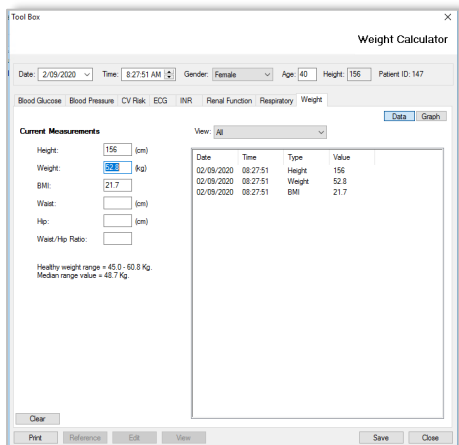 Tool Box
Weight Calculator
Date: 2/09/2020 Time: 8:27:51 AM Gender: Female Age: 40 Height: 156 Patient ID: 147
Blood Glucose Blood Pressure CV Risk ECG INR Renal Function Respiratory Weight
Data Graph
Current Measurements View: All
Height: 156 (cm)
Weight: 52.8 (kg)
BMI: 21.7
Waist: (cm)
Hip: (cm)
Waist/Hip Ratio:
Healthy weight range = 45.0 - 60.8 Kg.
Median range value = 48.7 Kg.
Date Time Type Value
02/09/2020 08:27:51 Height 156
02/09/2020 08:27:51 Weight 52.8
02/09/2020 08:27:51 BMI 21.7
Clear
Print Reference Edit View Save Close